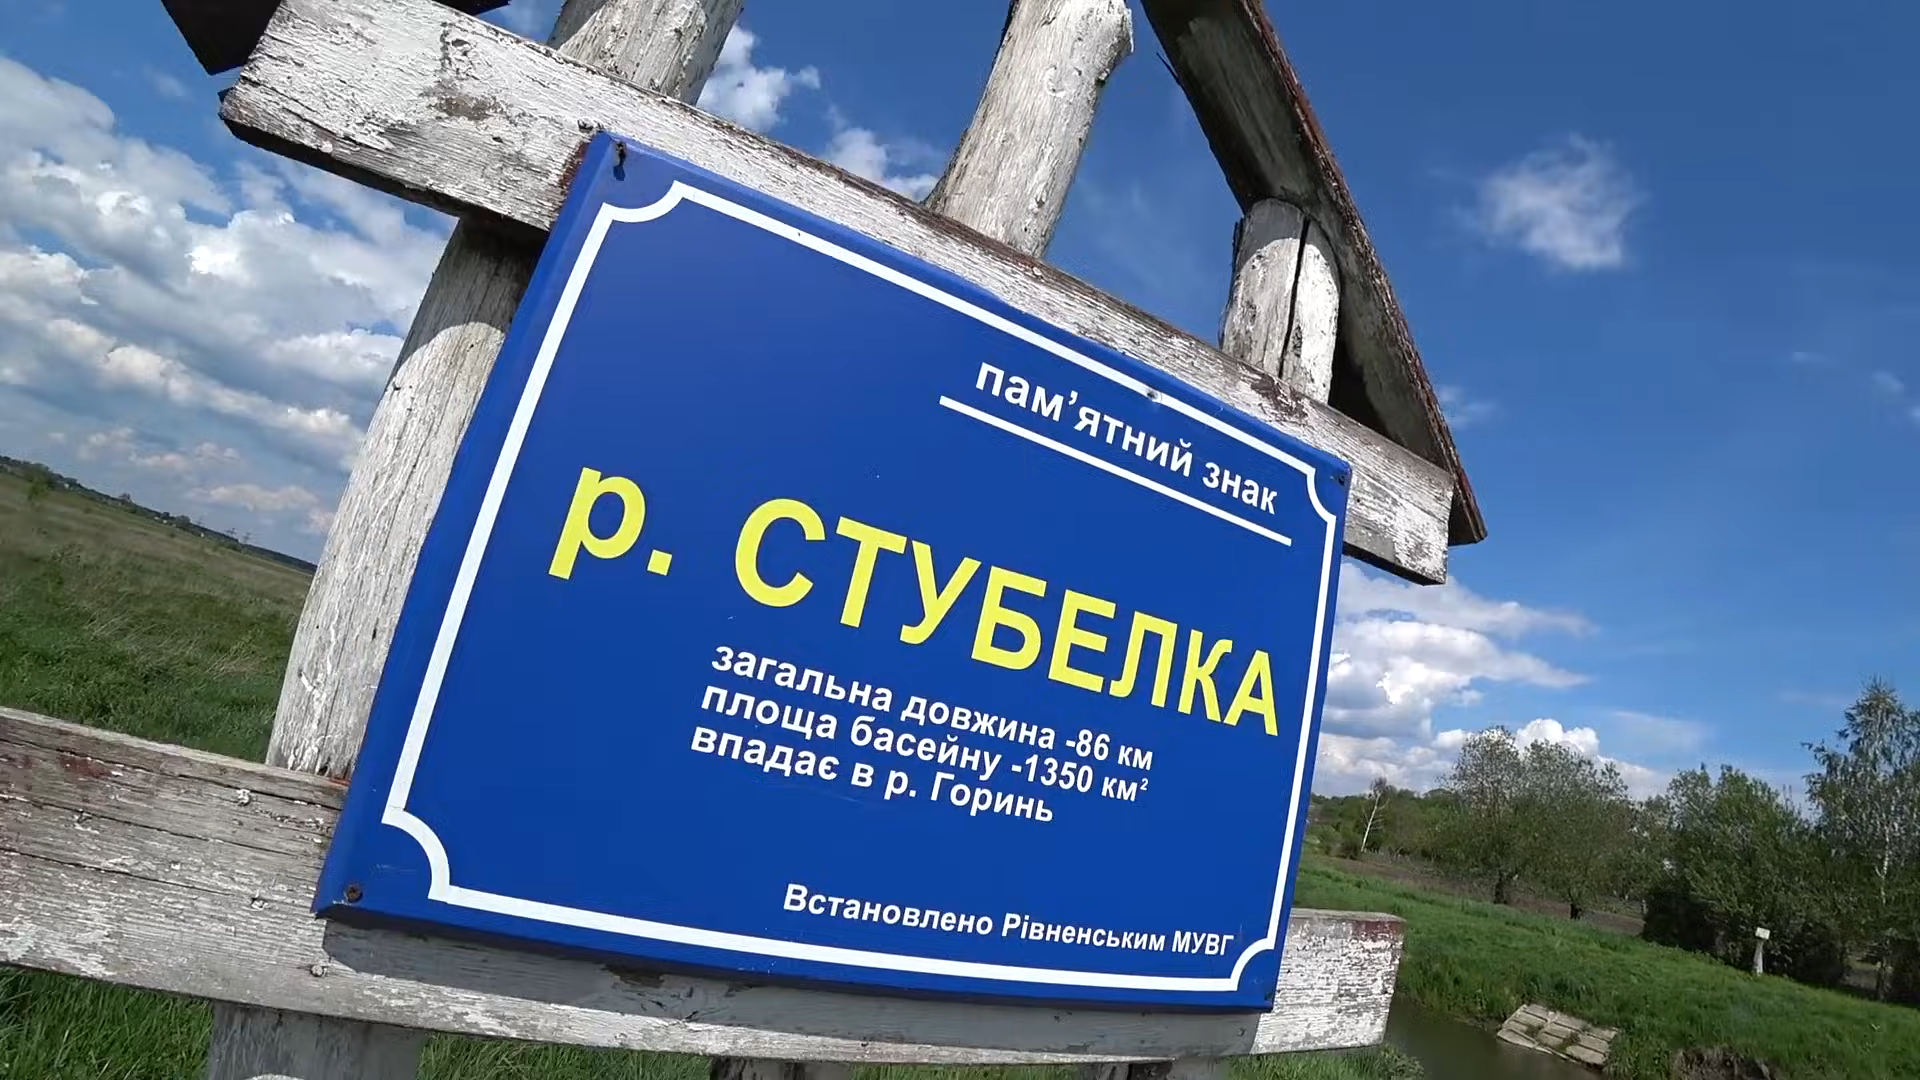 пам’ятний знак
р. СТУБЕЛКА
загальна довжина -86 км
площа басейну -1350 км²
впадає в р. Горинь
Встановлено Рівненським МУВГ